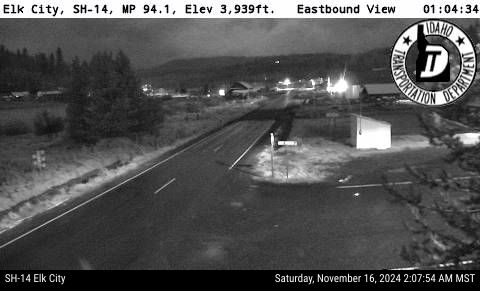 Elk City, SH-14, MP 94.1, Elev 3,939ft. Eastbound View 01:04:34
IDAHO
TRANSPORTATION DEPARTMENT
SH-14 Elk City Saturday, November 16, 2024 2:07:54 AM MST